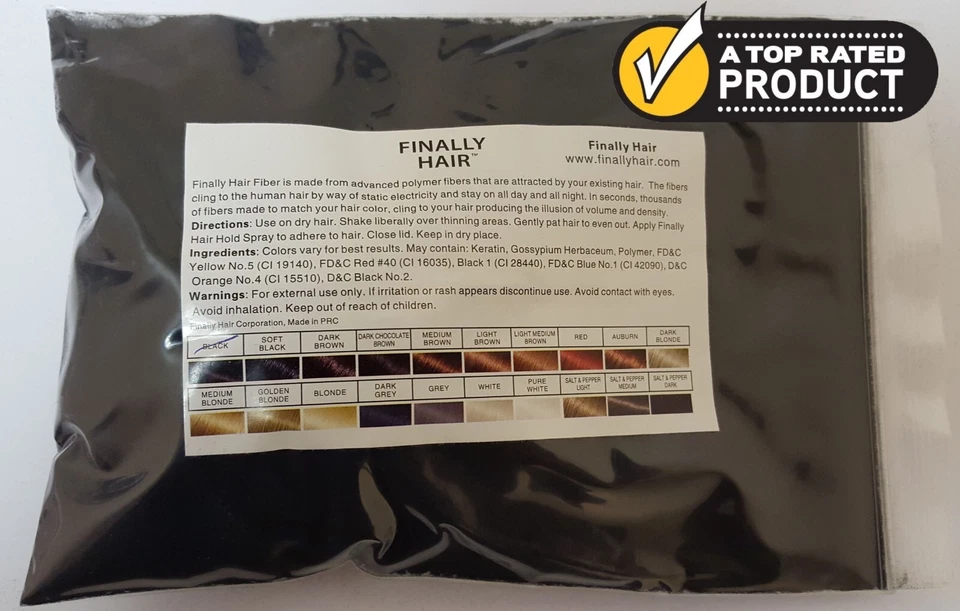 A TOP RATED
PRODUCT
FINALLY
HAIR™
Finally Hair
www.finallyhair.com
Finally Hair Fiber is made from advanced polymer fibers that are attracted by your existing hair. The fibers
cling to the human hair by way of static electricity and stay on all day and all night. In seconds, thousands
of fibers made to match your hair color, cling to your hair producing the illusion of volume and density.
Directions: Use on dry hair. Shake liberally over thinning areas. Gently pat hair to even out. Apply Finally
Hair Hold Spray to adhere to hair. Close lid. Keep in dry place.
Ingredients: Colors vary for best results. May contain: Keratin, Gossypium Herbaceum, Polymer, FD&C
Yellow No.5 (CI 19140), FD&C Red #40 (CI 16035), Black 1 (CI 28440), FD&C Blue No.1 (CI 42090), D&C
Orange No.4 (CI 15510), D&C Black No.2.
Warnings: For external use only. If irritation or rash appears discontinue use. Avoid contact with eyes.
Avoid inhalation. Keep out of reach of children.
Finally Hair Corporation, Made in PRC
BLACK
SOFT
BLACK
DARK
BROWN
DARK CHOCOLATE
BROWN
MEDIUM
BROWN
LIGHT
BROWN
LIGHT MEDIUM
BROWN
RED
AUBURN
DARK
BLONDE
MEDIUM
BLONDE
GOLDEN
BLONDE
BLONDE
DARK
GREY
GREY
WHITE
PURE
WHITE
SALT & PEPPER
LIGHT
SALT & PEPPER
MEDIUM
SALT & PEPPER
DARK